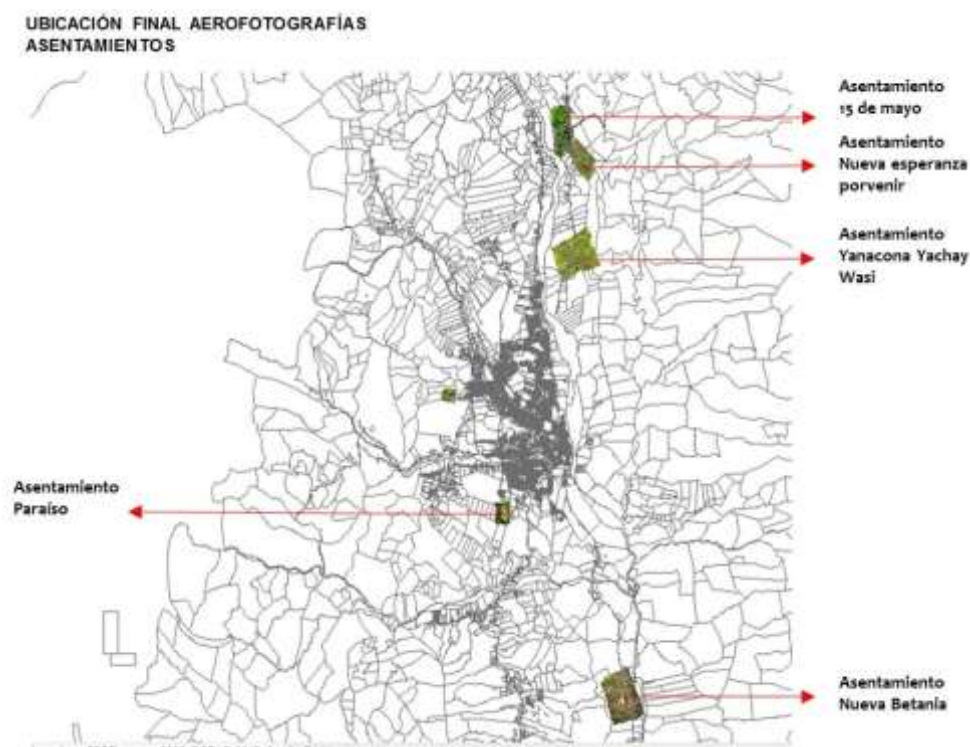 UBICACIÓN FINAL AEROFOTOGRAFÍAS
ASENTAMIENTOS
Asentamiento
15 de mayo
Asentamiento
Nueva esperanza
porvenir
Asentamiento
Yanacona Yachay
Wasi
Asentamiento
Paraíso
Asentamiento
Nueva Betania